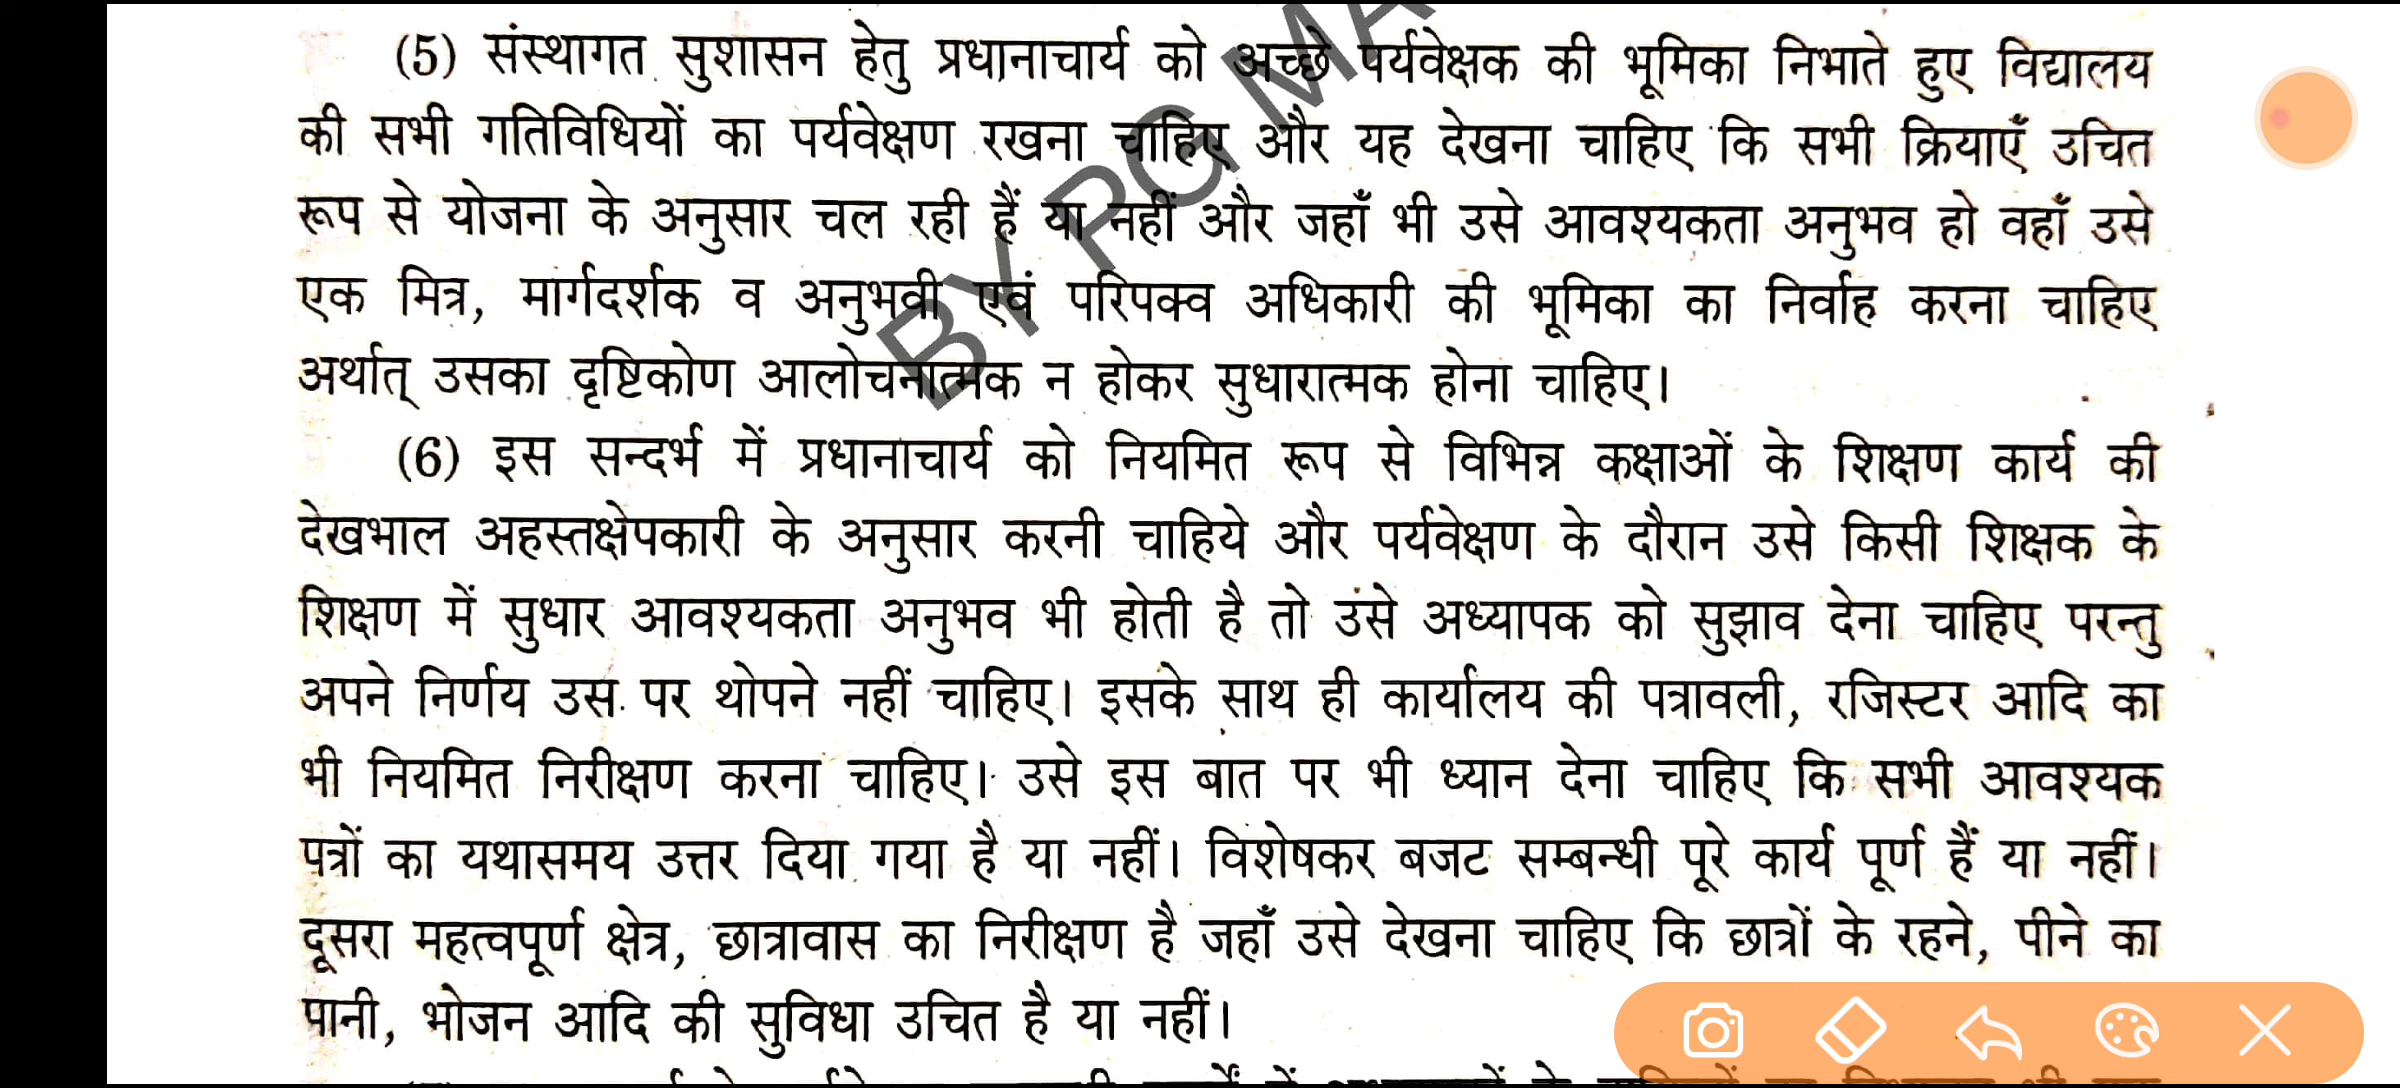 (5) संस्थागत सुशासन हेतु प्रधानाचार्य को अच्छे पर्यवेक्षक की भूमिका निभाते हुए विद्यालय
की सभी गतिविधियों का पर्यवेक्षण रखना चाहिए और यह देखना चाहिए कि सभी क्रियाएँ उचित
रूप से योजना के अनुसार चल रही हैं या नहीं और जहाँ भी उसे आवश्यकता अनुभव हो वहाँ उसे
एक मित्र, मार्गदर्शक व अनुभवी एवं परिपक्व अधिकारी की भूमिका का निर्वाह करना चाहिए
अर्थात् उसका दृष्टिकोण आलोचनात्मक न होकर सुधारात्मक होना चाहिए।
(6) इस सन्दर्भ में प्रधानाचार्य को नियमित रूप से विभिन्न कक्षाओं के शिक्षण कार्य की
देखभाल अहस्तक्षेपकारी के अनुसार करनी चाहिये और पर्यवेक्षण के दौरान उसे किसी शिक्षक के
शिक्षण में सुधार आवश्यकता अनुभव भी होती है तो उसे अध्यापक को सुझाव देना चाहिए परन्तु
अपने निर्णय उस पर थोपने नहीं चाहिए। इसके साथ ही कार्यालय की पत्रावली, रजिस्टर आदि का
भी नियमित निरीक्षण करना चाहिए। उसे इस बात पर भी ध्यान देना चाहिए कि सभी आवश्यक
पत्रों का यथासमय उत्तर दिया गया है या नहीं। विशेषकर बजट सम्बन्धी पूरे कार्य पूर्ण हैं या नहीं।
दूसरा महत्वपूर्ण क्षेत्र, छात्रावास का निरीक्षण है जहाँ उसे देखना चाहिए कि छात्रों के रहने, पीने का
पानी, भोजन आदि की सुविधा उचित है या नहीं।
BY PG